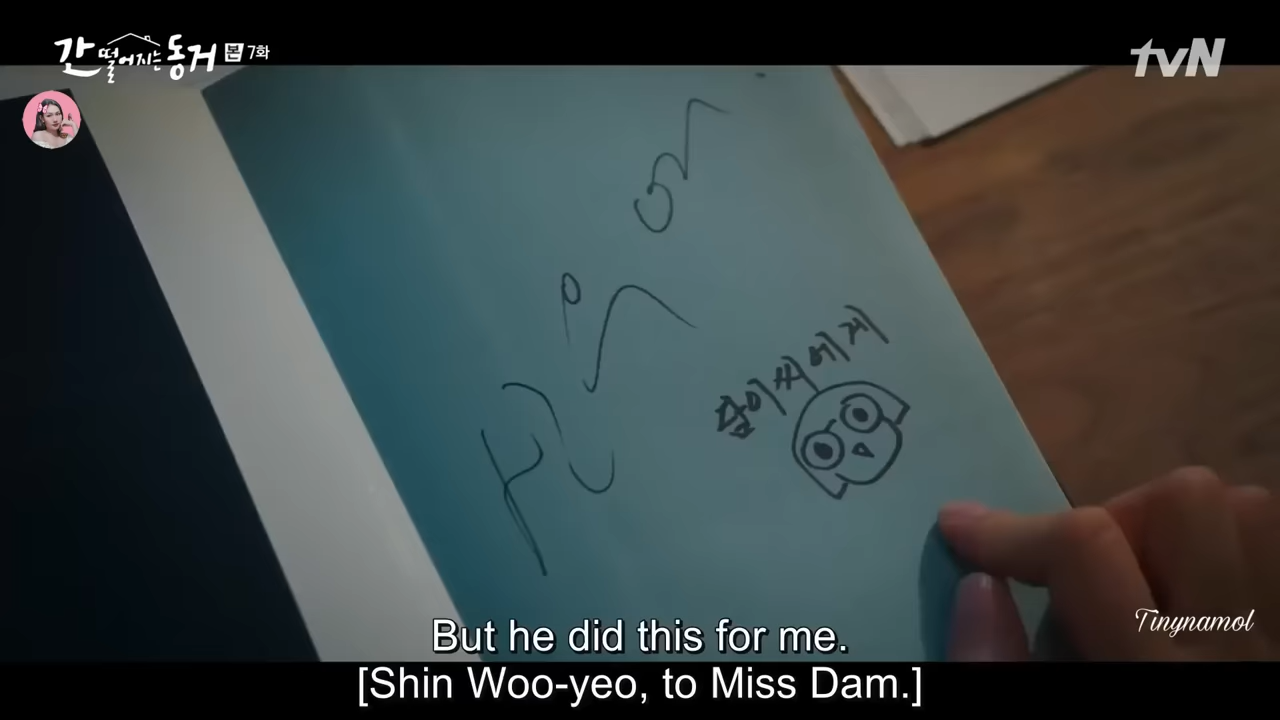 간 떨어지는 동거 본 7화
tvN
신우여
담이씨에게
Tinynamol
But he did this for me.
[Shin Woo-yeo, to Miss Dam.]